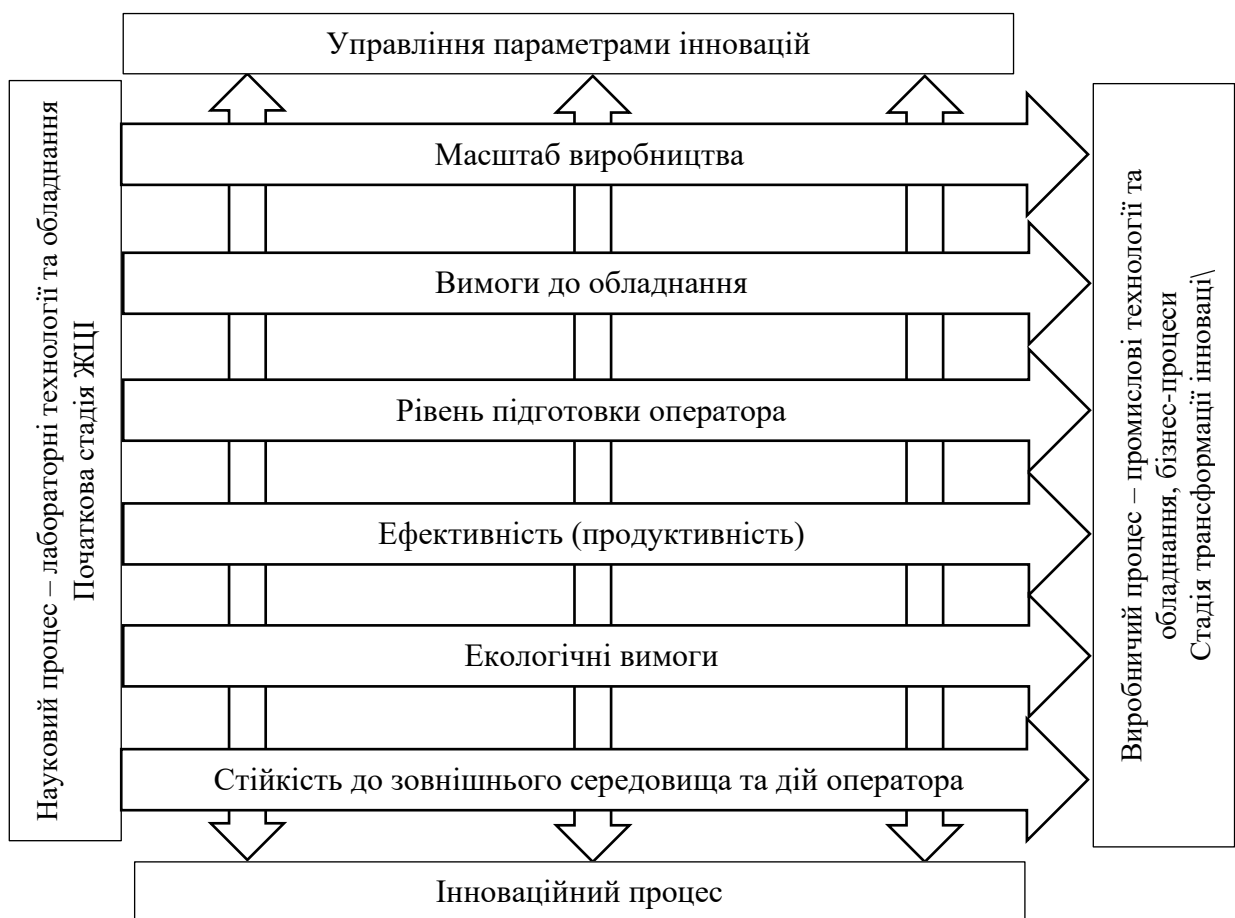 Управління параметрами інновацій
Науковий процес – лабораторні технології та обладнання
Початкова стадія ЖЦІ
Масштаб виробництва
Вимоги до обладнання
Рівень підготовки оператора
Ефективність (продуктивність)
Екологічні вимоги
Стійкість до зовнішнього середовища та дій оператора
Виробничий процес – промислові технології та
обладнання, бізнес-процеси
Стадія трансформації інноваці\
Інноваційний процес